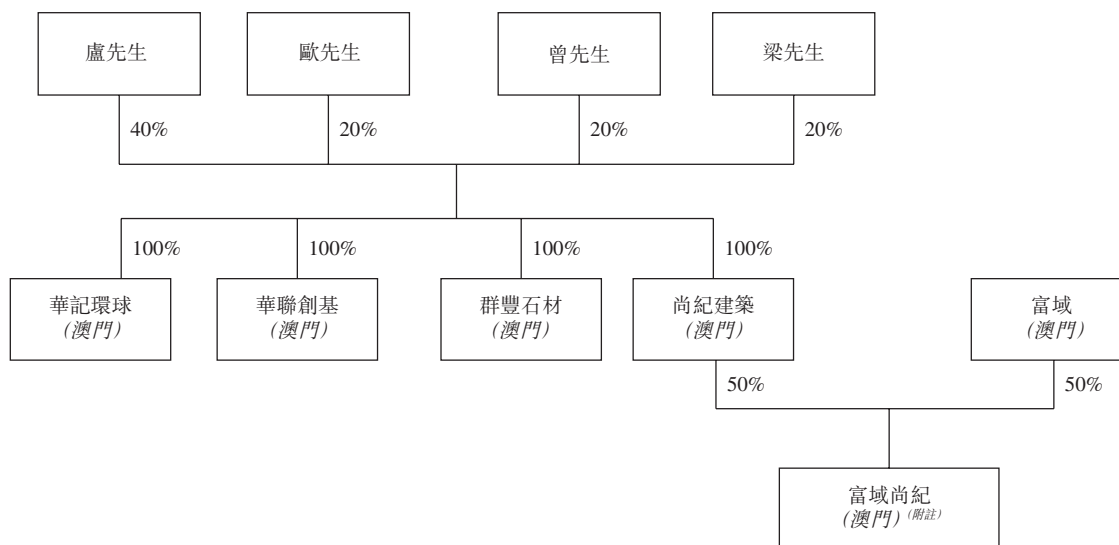 盧先生
歐先生
曾先生
梁先生
40%
20%
20%
20%
100%
100%
100%
100%
華記環球
(澳門)
華聯創基
(澳門)
群豐石材
(澳門)
尚紀建築
(澳門)
富域
(澳門)
50%
50%
富域尚紀
(澳門)(附註)